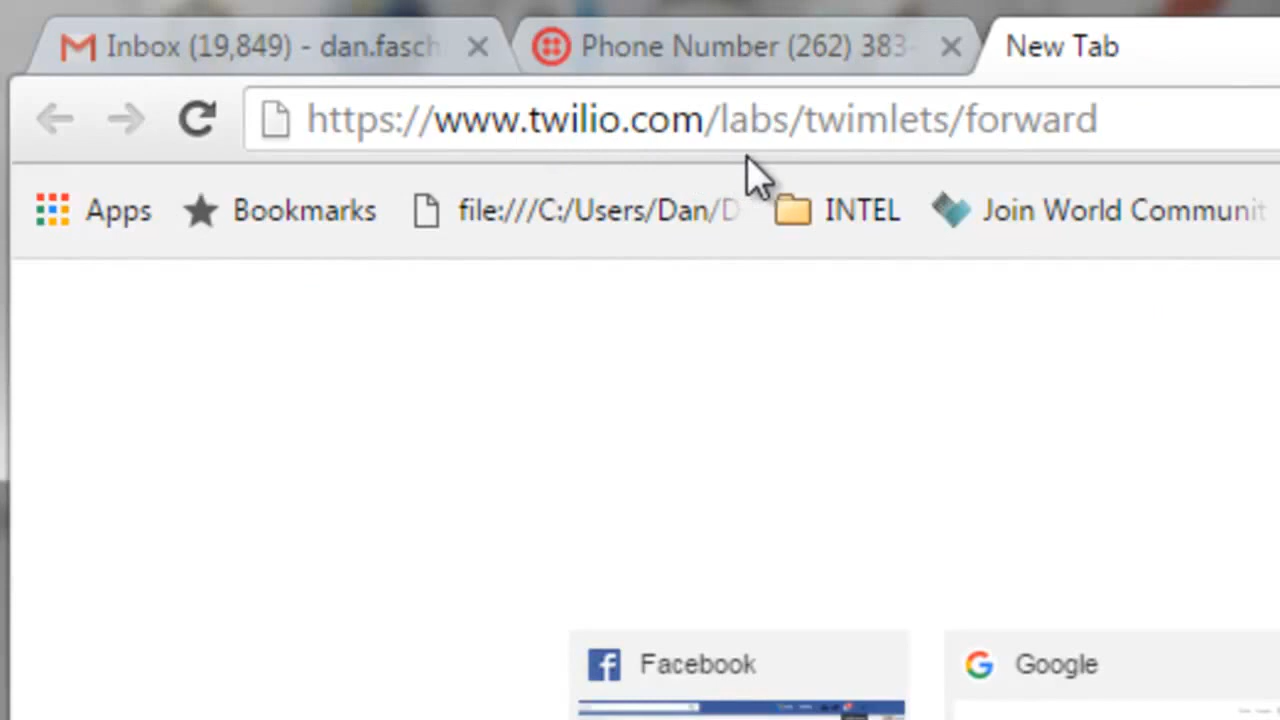 Inbox (19,849) - dan.fasch
Phone Number (262) 383-
New Tab
https://www.twilio.com/labs/twimlets/forward
Apps
Bookmarks
file:///C:/Users/Dan/D
INTEL
Join World Communit
Facebook
Google